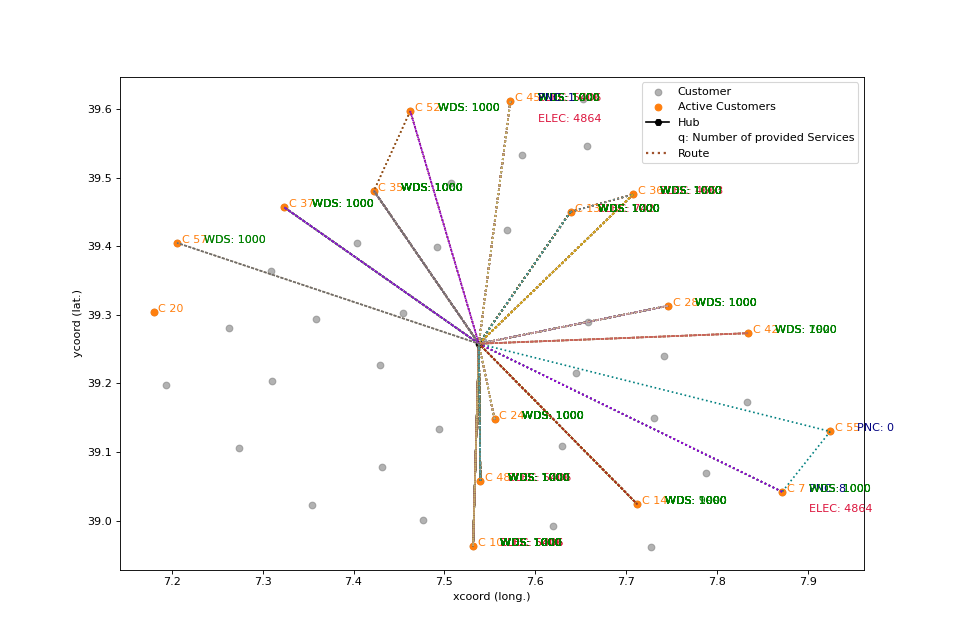 Customer
Active Customers
Hub
q: Number of provided Services
Route
ycoord (lat.)
39.6
39.5
39.4
39.3
39.2
39.1
39.0
C 52 WDS: 1000
C 45
ELEC: 4864
C 35 WDS: 1000
C 36
C 37 WDS: 1000
C 57 WDS: 1000
C 20
C 28 WDS: 1000
C 42
C 24 WDS: 1000
C 55 PNC: 0
C 48
C 7
ELEC: 4864
C 14
C 10
7.2 7.3 7.4 7.5 7.6 7.7 7.8 7.9
xcoord (long.)